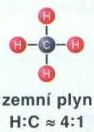 H
H C H
H
zemní plyn
H:C ≈ 4:1